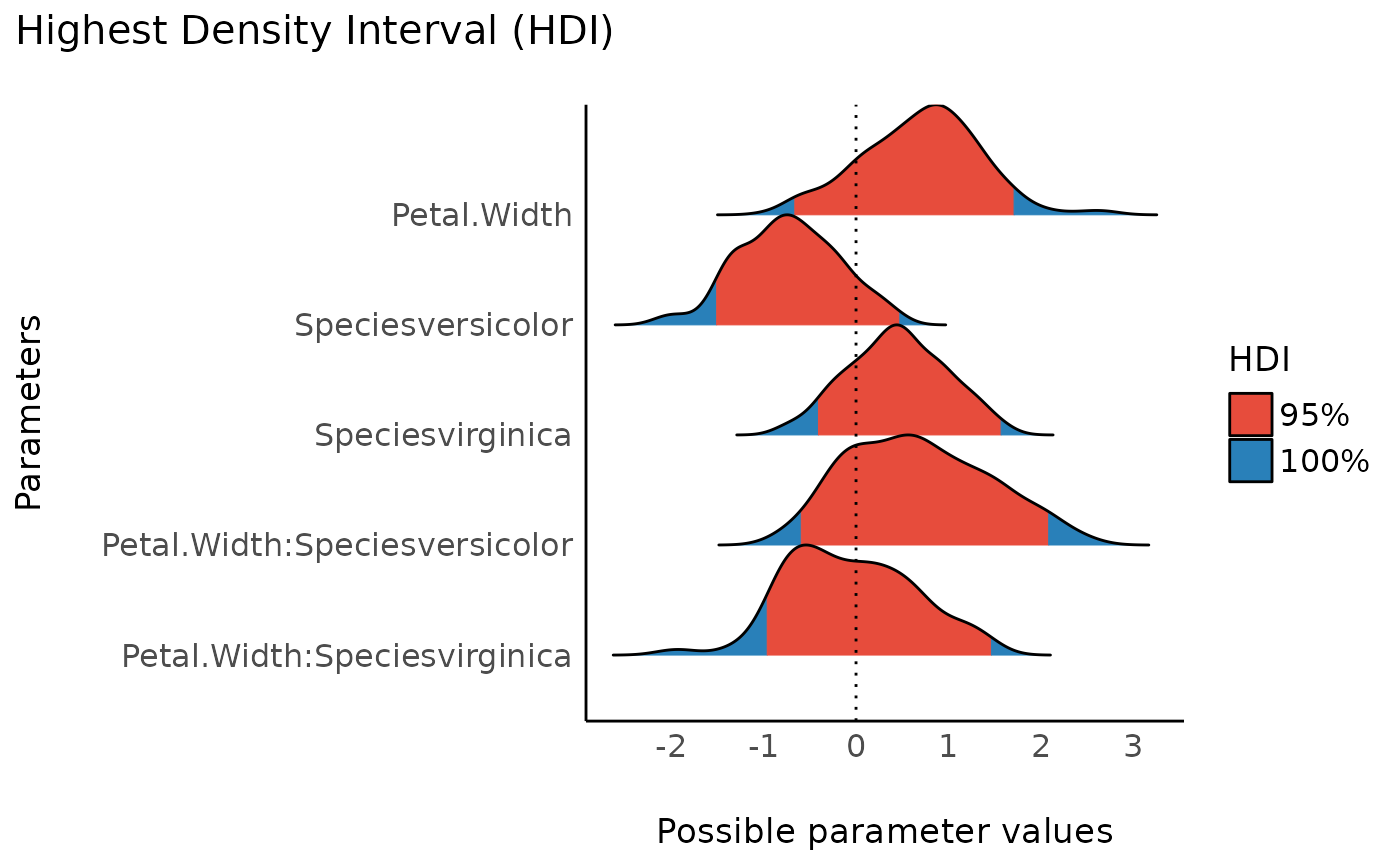 Highest Density Interval (HDI)
Petal.Width
Speciesversicolor
Speciesvirginica
Petal.Width:Speciesversicolor
Petal.Width:Speciesvirginica
Parameters
-2 -1 0 1 2 3
Possible parameter values
HDI
95%
100%